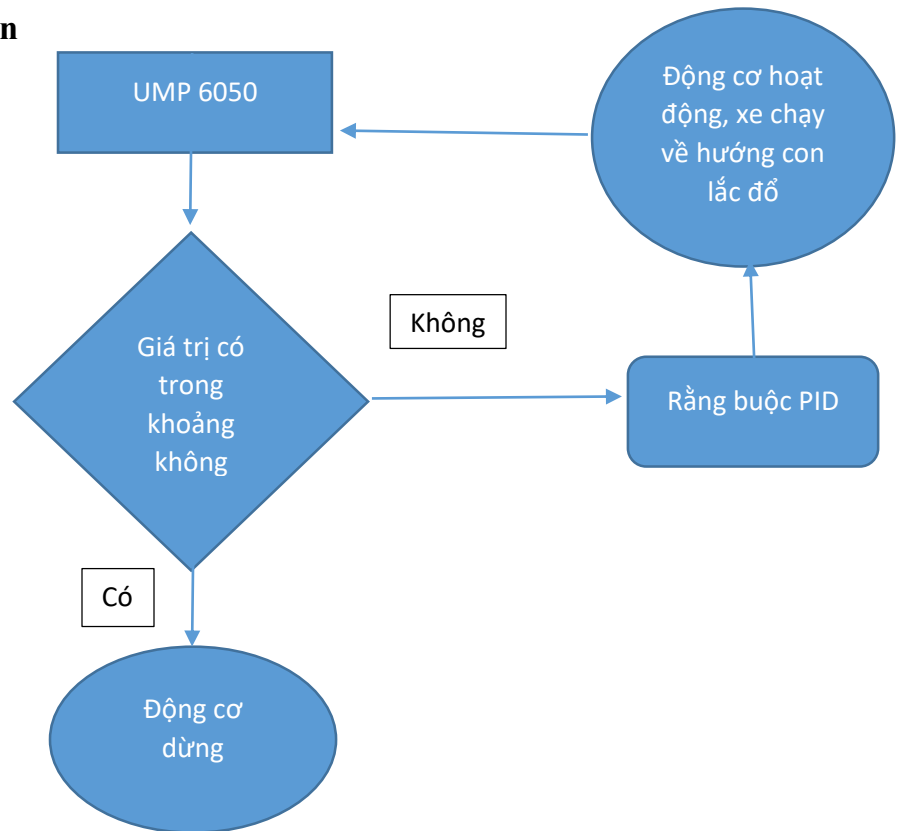 n
UMP 6050
Động cơ hoạt
động, xe chạy
về hướng con
lắc đổ
Giá trị có
trong
khoảng
không
Không
Rằng buộc PID
Có
Động cơ
dừng